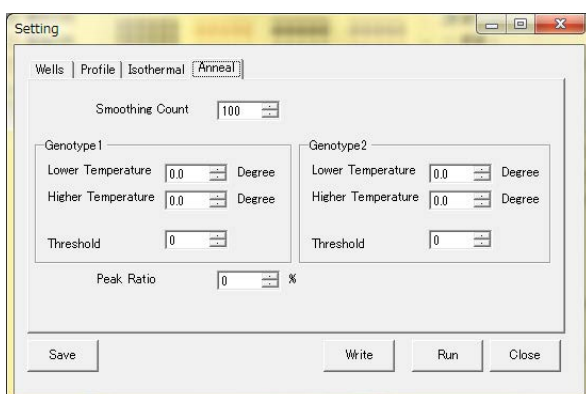 Setting
Wells Profile Isothermal Anneal
Smoothing Count 100
Genotype1 Genotype2
Lower Temperature 0.0 Degree Lower Temperature 0.0 Degree
Higher Temperature 0.0 Degree Higher Temperature 0.0 Degree
Threshold 0 Threshold 0
Peak Ratio 0 %
Save Write Run Close